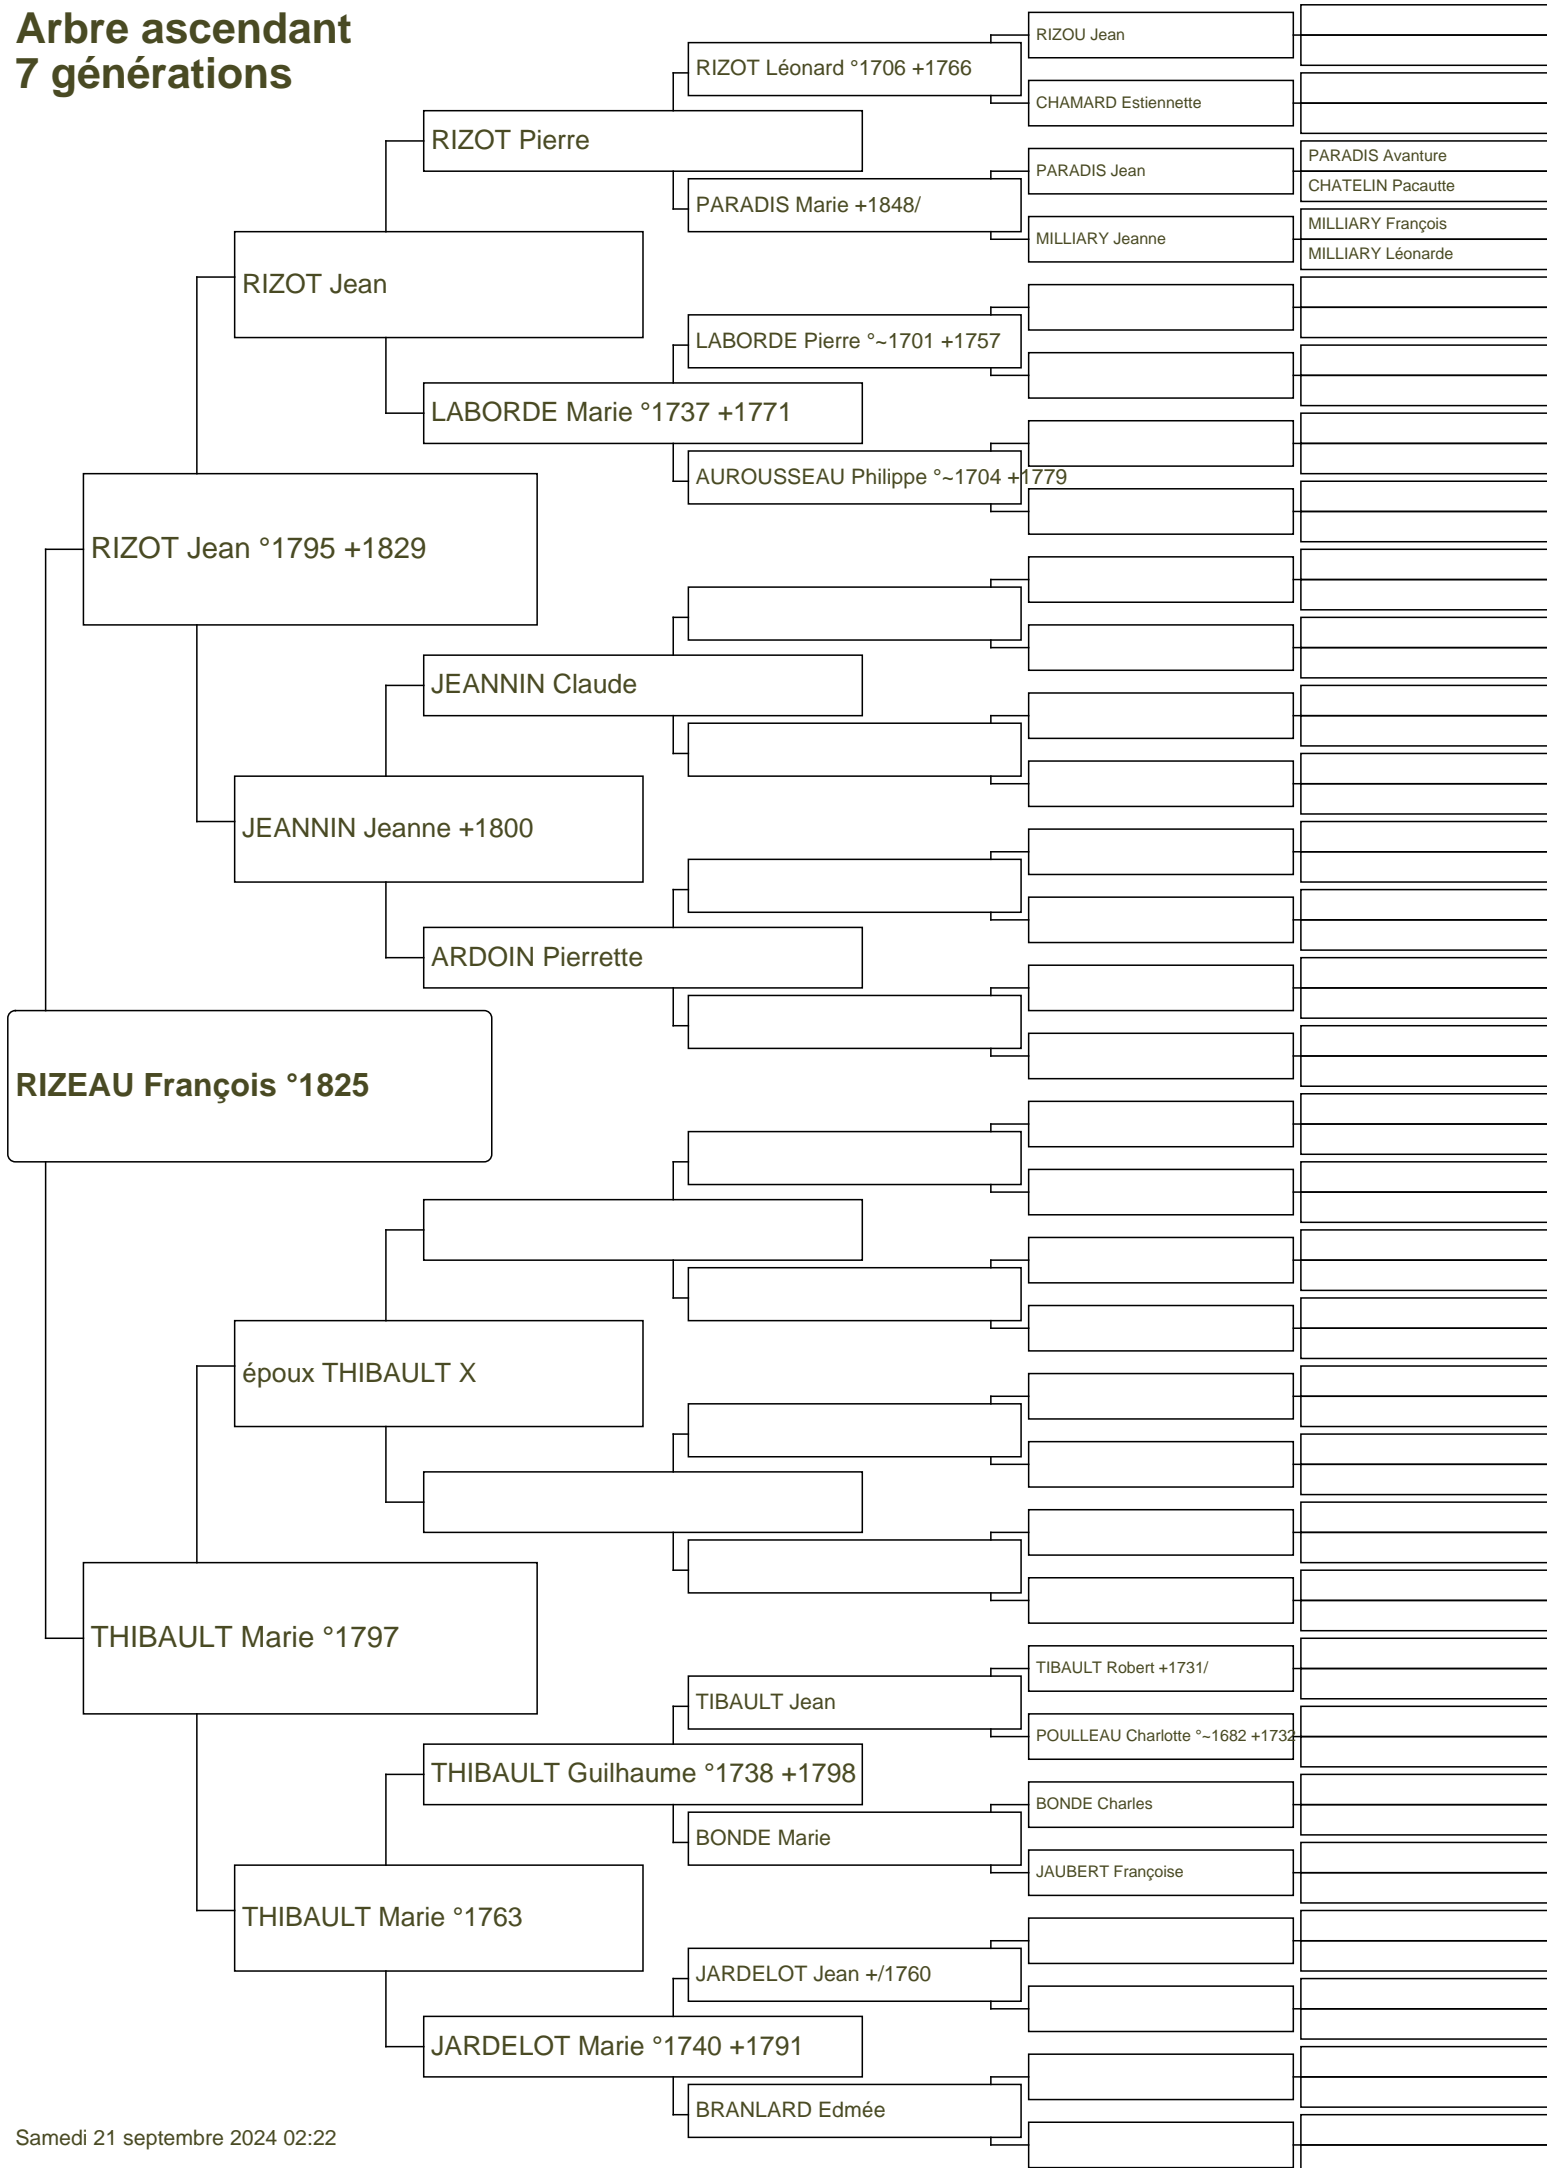 Arbre ascendant
7 générations
RIZOU Jean
RIZOT Léonard °1706 +1766
CHAMARD Estiennette
RIZOT Pierre
PARADIS Avanture
PARADIS Jean
CHATELIN Pacautte
PARADIS Marie +1848/
MILLIARY François
MILLIARY Jeanne
MILLIARY Léonarde
RIZOT Jean
LABORDE Pierre °~1701 +1757
LABORDE Marie °1737 +1771
AUROUSSEAU Philippe °~1704 +1779
RIZOT Jean °1795 +1829
JEANNIN Claude
JEANNIN Jeanne +1800
ARDOIN Pierrette
RIZEAU François °1825
époux THIBAULT X
THIBAULT Marie °1797
TIBAULT Robert +1731/
TIBAULT Jean
POULLEAU Charlotte °~1682 +1732
THIBAULT Guilhaume °1738 +1798
BONDE Charles
BONDE Marie
JAUBERT Françoise
THIBAULT Marie °1763
JARDELOT Jean +/1760
JARDELOT Marie °1740 +1791
BRANLARD Edmée
Samedi 21 septembre 2024 02:22